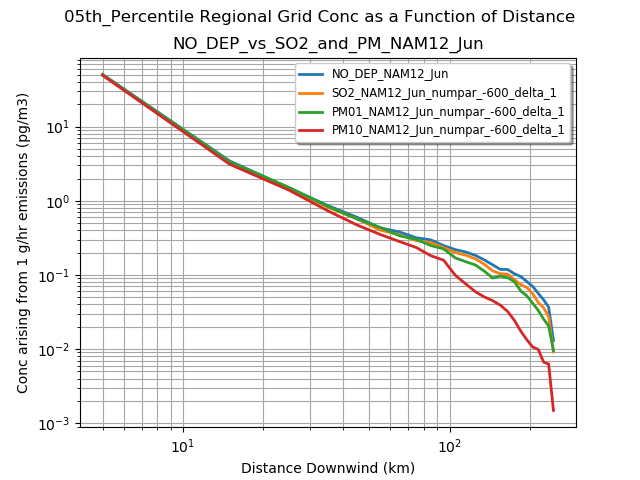 05th_Percentile Regional Grid Conc as a Function of Distance
NO_DEP_vs_SO2_and_PM_NAM12_Jun
NO_DEP_NAM12_Jun
SO2_NAM12_Jun_numpar_-600_delta_1
PM01_NAM12_Jun_numpar_-600_delta_1
PM10_NAM12_Jun_numpar_-600_delta_1
Conc arising from 1 g/hr emissions (pg/m3)
10¹
10⁰
10⁻¹
10⁻²
10⁻³
10¹
10²
Distance Downwind (km)